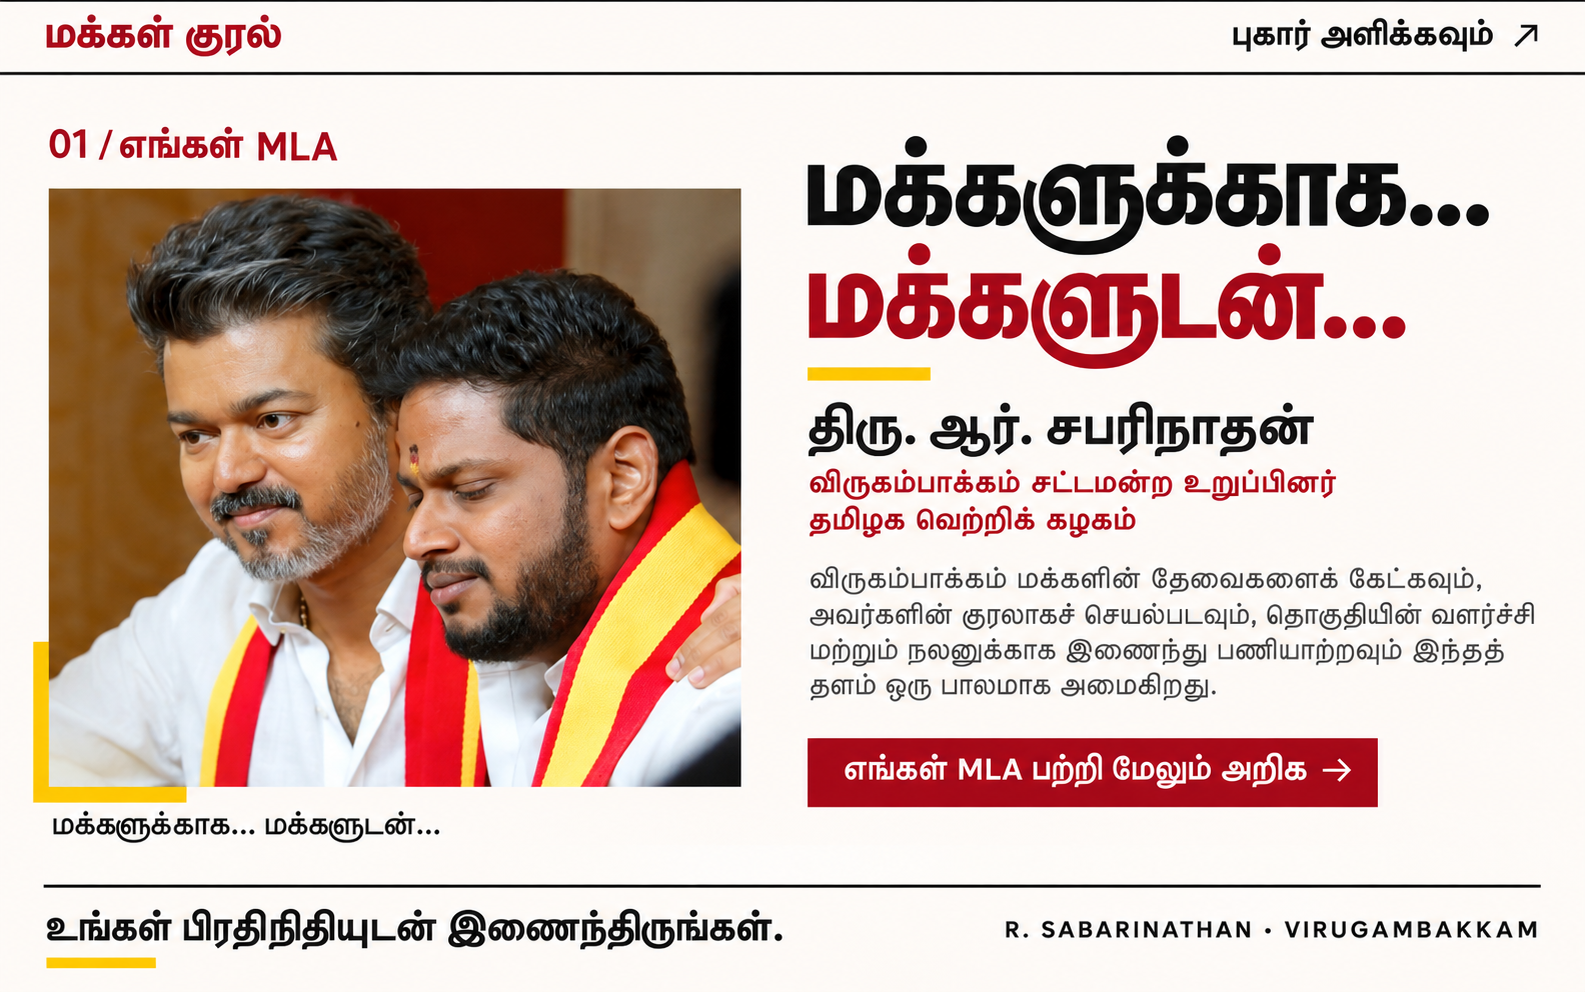 மக்கள் குரல்
புகார் அளிக்கவும் ↗
01 / எங்கள் MLA
மக்களுக்காக... மக்களுடன்...
மக்களுக்காக...
மக்களுடன்...
திரு. ஆர். சபரிநாதன்
விருகம்பாக்கம் சட்டமன்ற உறுப்பினர்
தமிழக வெற்றிக் கழகம்
விருகம்பாக்கம் மக்களின் தேவைகளைக் கேட்கவும்,
அவர்களின் குரலாகச் செயல்படவும், தொகுதியின் வளர்ச்சி
மற்றும் நலனுக்காக இணைந்து பணியாற்றவும் இந்தத்
தளம் ஒரு பாலமாக அமைகிறது.
எங்கள் MLA பற்றி மேலும் அறிக →
உங்கள் பிரதிநிதியுடன் இணைந்திருங்கள்.
R. SABARINATHAN • VIRUGAMBAKKAM